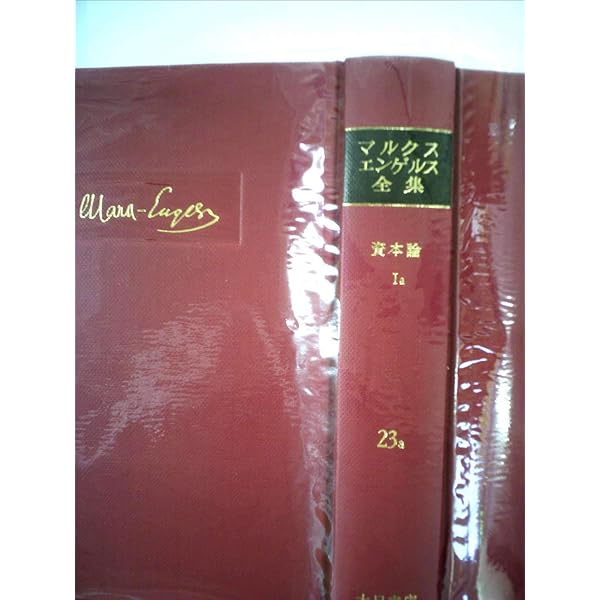 Marx-Engels
マルクス
エンゲルス
全集
資本論
Ia
23a